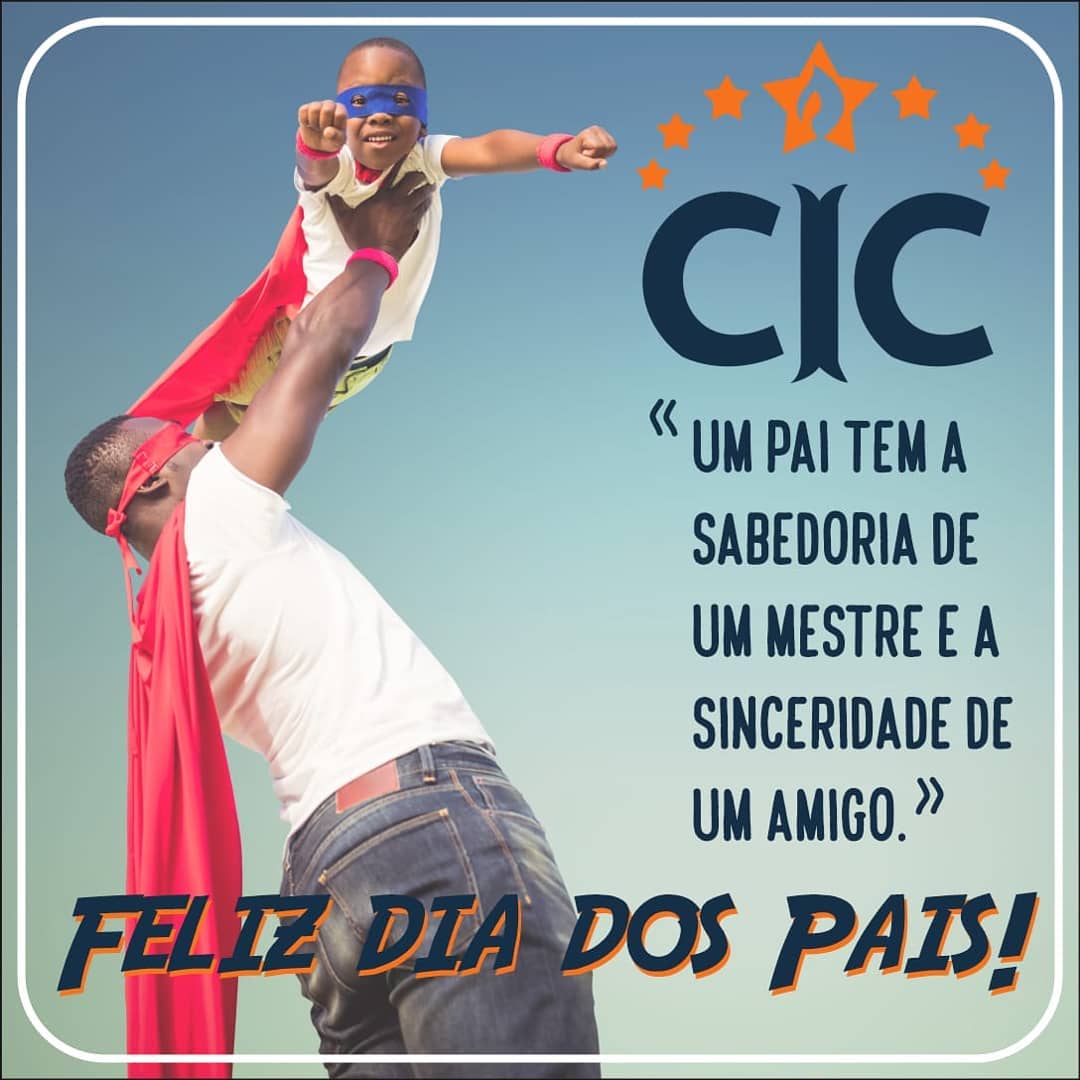 CIC
« UM PAI TEM A
SABEDORIA DE
UM MESTRE E A
SINCERIDADE DE
UM AMIGO. »
FELIZ DIA DOS PAIS!